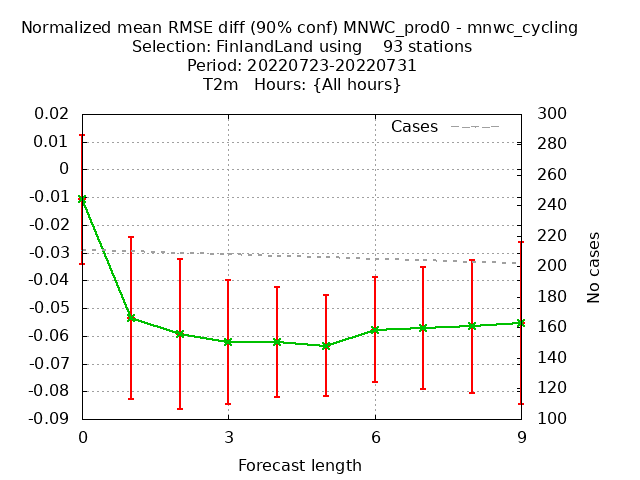 Normalized mean RMSE diff (90% conf) MNWC_prod0 - mnwc_cycling
Selection: FinlandLand using 93 stations
Period: 20220723-20220731
T2m Hours: {All hours}
0.02
0.01
0
-0.01
-0.02
-0.03
-0.04
-0.05
-0.06
-0.07
-0.08
-0.09
Cases
300
280
260
240
220
200
180
160
140
120
100
No cases
0 3 6 9
Forecast length